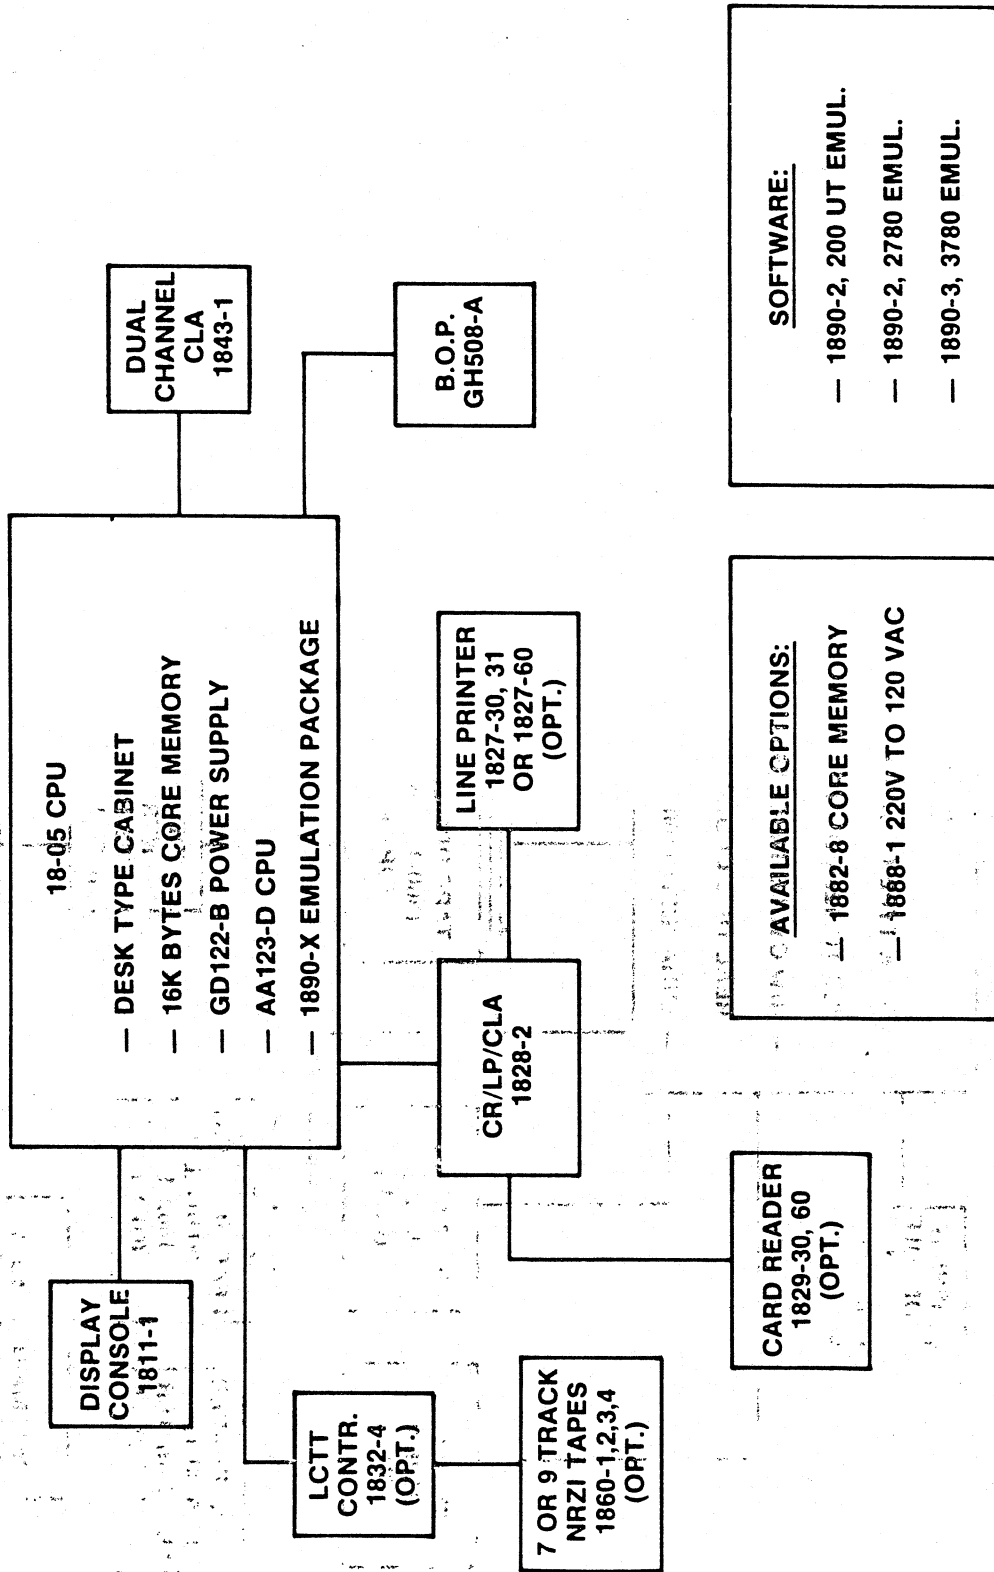 18-05 CPU
— DESK TYPE CABINET
— 16K BYTES CORE MEMORY
— GD122-B POWER SUPPLY
— AA123-D CPU
— 1890-X EMULATION PACKAGE
DISPLAY
CONSOLE
1811-1
DUAL
CHANNEL
CLA
1843-1
LCTT
CONTR.
1832-4
(OPT.)
B.O.P.
GH508-A
7 OR 9 TRACK
NRZI TAPES
1860-1,2,3,4
(OPT.)
CR/LP/CLA
1828-2
LINE PRINTER
1827-30, 31
OR 1827-60
(OPT.)
CARD READER
1829-30, 60
(OPT.)
AVAILABLE OPTIONS:
— 1882-8 CORE MEMORY
— 1868-1 220V TO 120 VAC
SOFTWARE:
— 1890-2, 200 UT EMUL.
— 1890-2, 2780 EMUL.
— 1890-3, 3780 EMUL.